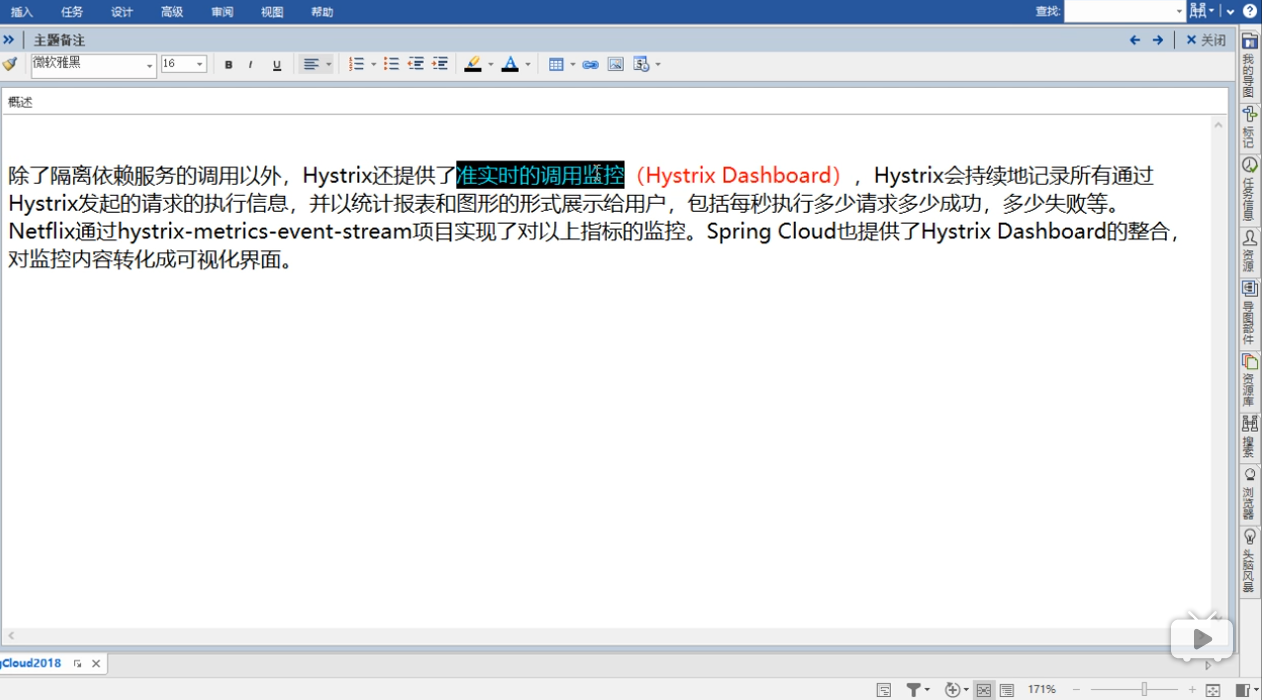 插入 任务 设计 高级 审阅 视图 帮助 查找:
主题备注 关闭
微软雅黑 16 B I U
概述
除了隔离依赖服务的调用以外，Hystrix还提供了准实时的调用监控（Hystrix Dashboard），Hystrix会持续地记录所有通过
Hystrix发起的请求的执行信息，并以统计报表和图形的形式展示给用户，包括每秒执行多少请求多少成功，多少失败等。
Netflix通过hystrix-metrics-event-stream项目实现了对以上指标的监控。Spring Cloud也提供了Hystrix Dashboard的整合，
对监控内容转化成可视化界面。
我的导图
标记
任务信息
资源
导图部件
资源库
搜索
浏览器
头脑风暴
gCloud2018
171%